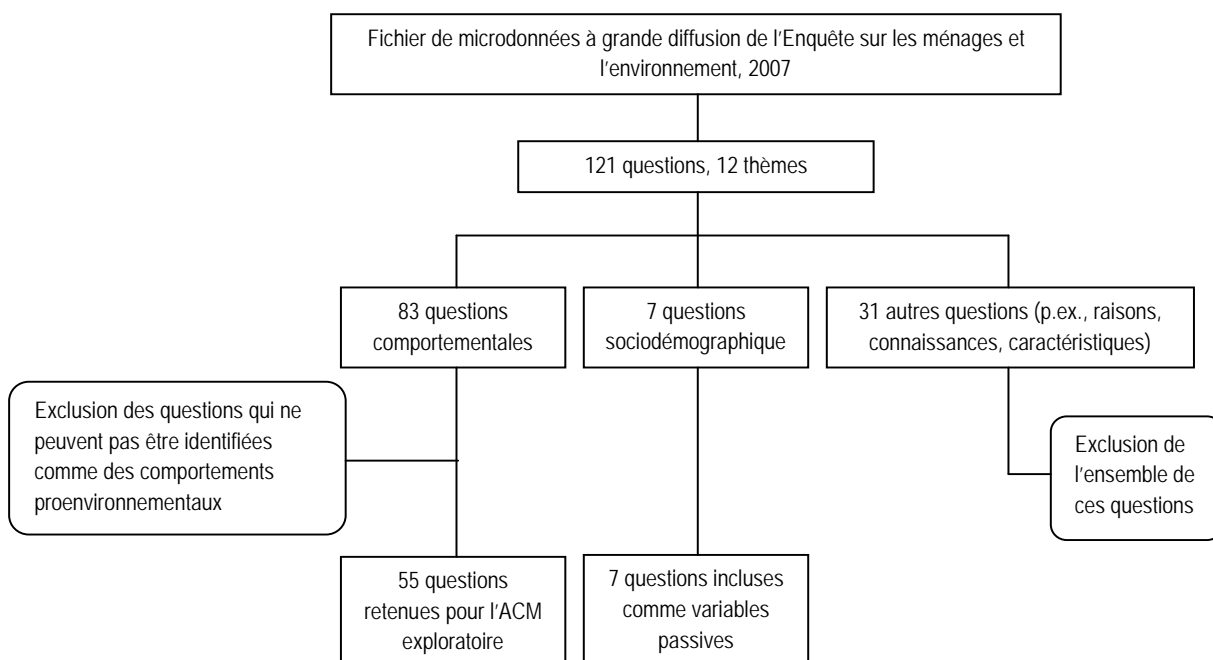 Fichier de microdonnées à grande diffusion de l'Enquête sur les ménages et
l'environnement, 2007
121 questions, 12 thèmes
83 questions
comportementales
7 questions
sociodémographique
31 autres questions (p.ex., raisons,
connaissances, caractéristiques)
Exclusion des questions qui ne
peuvent pas être identifiées
comme des comportements
proenvironnementaux
Exclusion de
l'ensemble de
ces questions
55 questions
retenues pour l'ACM
exploratoire
7 questions incluses
comme variables
passives